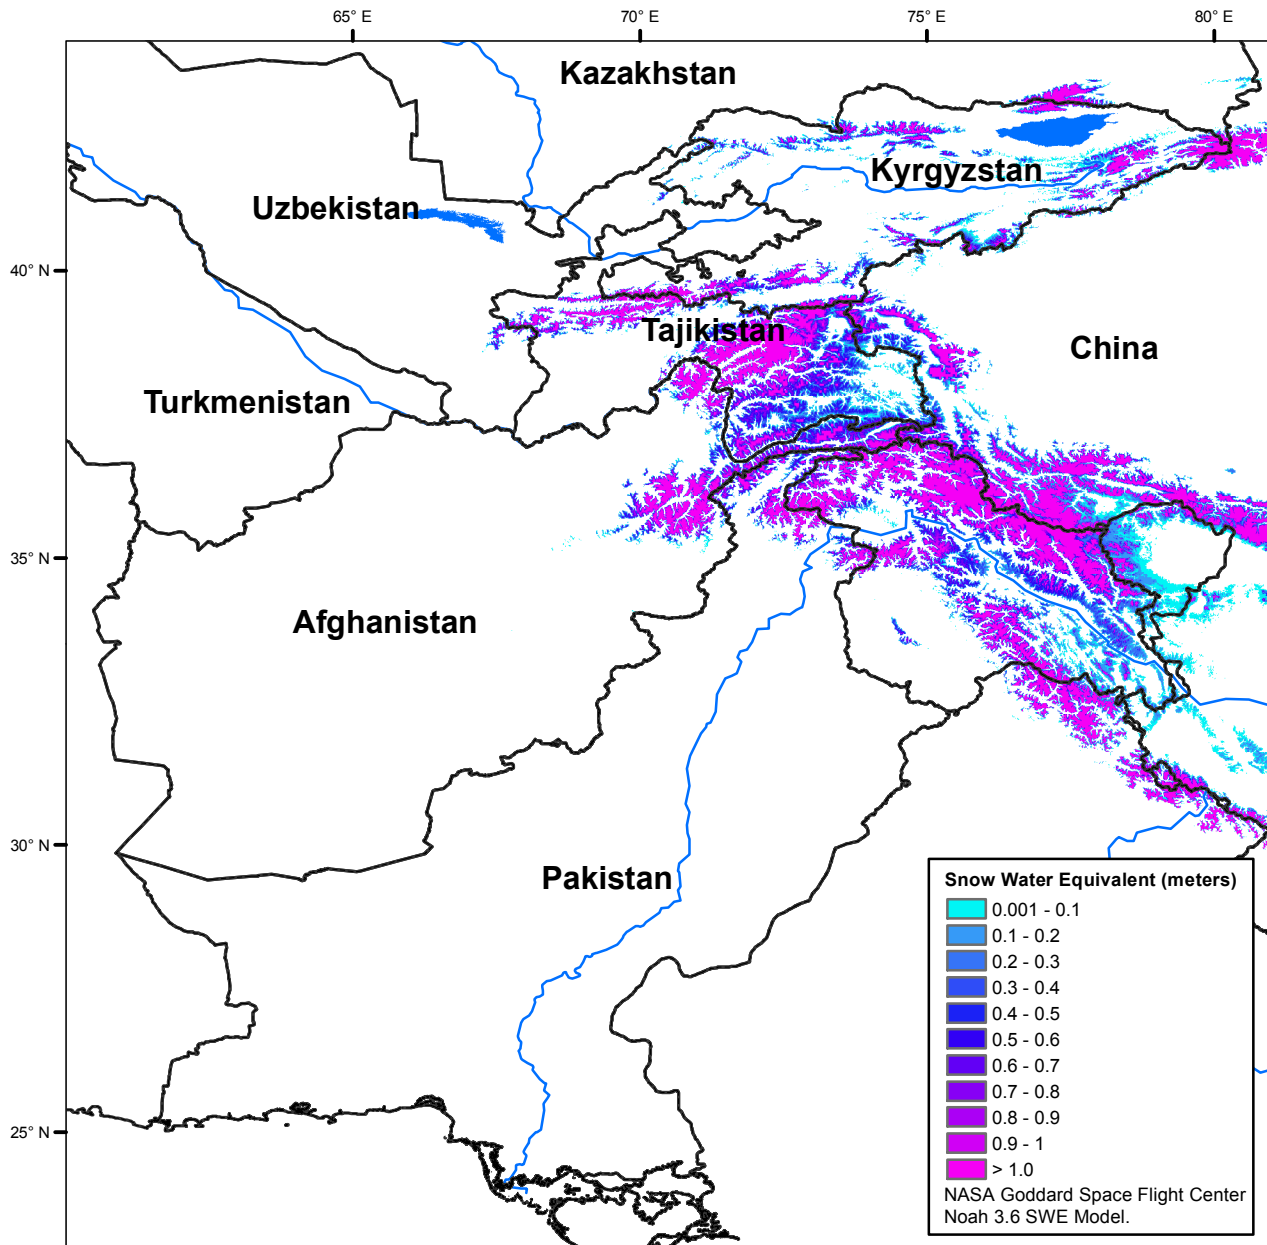 65° E 70° E 75° E 80° E
Kazakhstan
Kyrgyzstan
Uzbekistan
40° N
Tajikistan
China
Turkmenistan
35° N
Afghanistan
30° N
Pakistan
25° N
Snow Water Equivalent (meters)
0.001 - 0.1
0.1 - 0.2
0.2 - 0.3
0.3 - 0.4
0.4 - 0.5
0.5 - 0.6
0.6 - 0.7
0.7 - 0.8
0.8 - 0.9
0.9 - 1
> 1.0
NASA Goddard Space Flight Center
Noah 3.6 SWE Model.